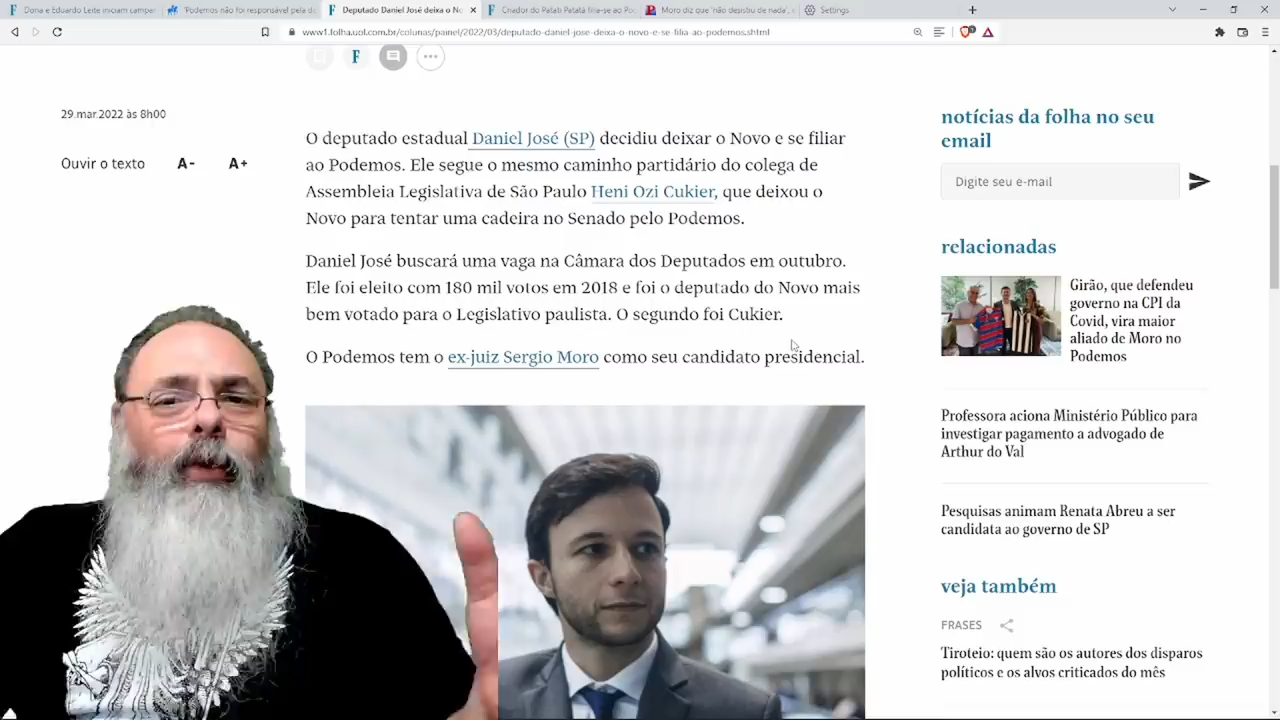 Doria e Eduardo Leite iniciam campan
'Podemos não foi responsável pela d
Deputado Daniel José deixa o No
Criador do Patati Patatá filia-se ao Po
Moro diz que 'não desistiu de nada',
Settings
www1.folha.uol.com.br/colunas/painel/2022/03/deputado-daniel-jose-deixa-o-novo-e-se-filia-ao-podemos.shtml
F
29.mar.2022 às 8h00
Ouvir o texto A- A+
O deputado estadual Daniel José (SP) decidiu deixar o Novo e se filiar
ao Podemos. Ele segue o mesmo caminho partidário do colega de
Assembleia Legislativa de São Paulo Heni Ozi Cukier, que deixou o
Novo para tentar uma cadeira no Senado pelo Podemos.
Daniel José buscará uma vaga na Câmara dos Deputados em outubro.
Ele foi eleito com 180 mil votos em 2018 e foi o deputado do Novo mais
bem votado para o Legislativo paulista. O segundo foi Cukier.
O Podemos tem o ex-juiz Sergio Moro como seu candidato presidencial.
notícias da folha no seu
email
Digite seu e-mail
relacionadas
Girão, que defendeu
governo na CPI da
Covid, vira maior
aliado de Moro no
Podemos
Professora aciona Ministério Público para
investigar pagamento a advogado de
Arthur do Val
Pesquisas animam Renata Abreu a ser
candidata ao governo de SP
veja também
FRASES
Tiroteio: quem são os autores dos disparos
políticos e os alvos criticados do mês